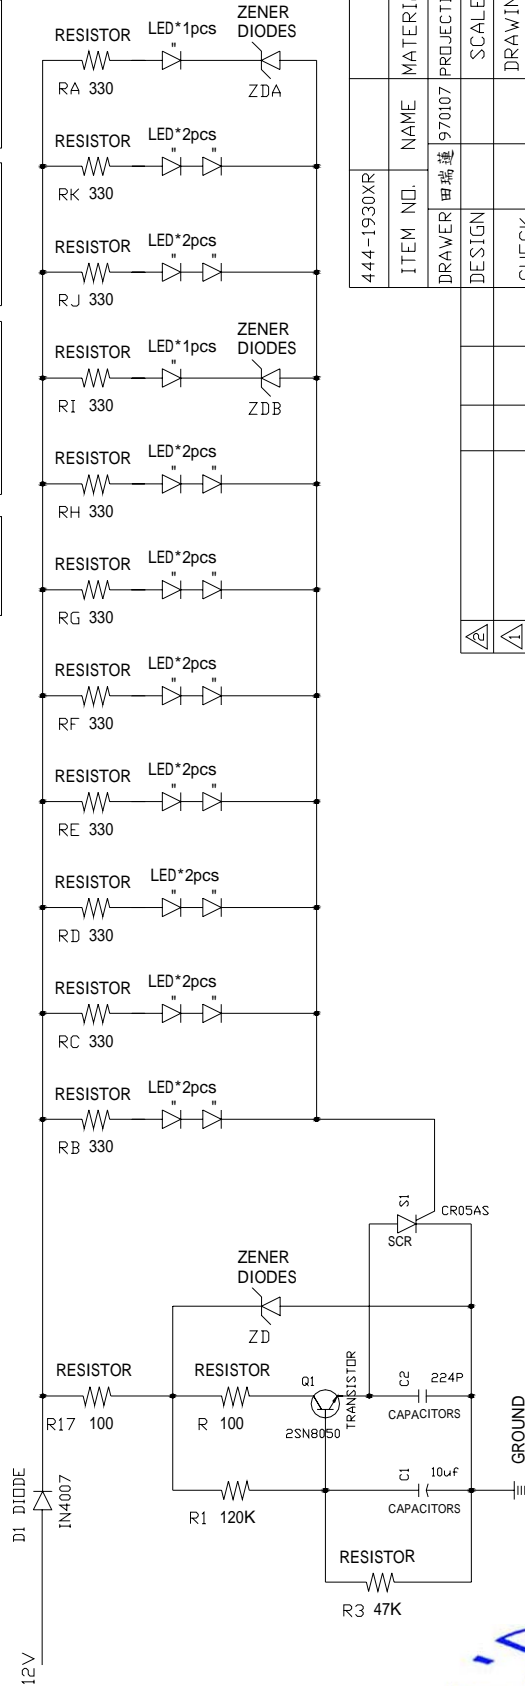 ZENER
DIODES
RESISTOR
LED*1pcs
RA 330
ZDA
RESISTOR
LED*2pcs
RK 330
RESISTOR
LED*2pcs
RJ 330
ZENER
DIODES
RESISTOR
LED*1pcs
RI 330
ZDB
RESISTOR
LED*2pcs
RH 330
RESISTOR
LED*2pcs
RG 330
RESISTOR
LED*2pcs
RF 330
RESISTOR
LED*2pcs
RE 330
RESISTOR
LED*2pcs
RD 330
RESISTOR
LED*2pcs
RC 330
RESISTOR
LED*2pcs
RB 330
S1
CR05AS
SCR
ZENER
DIODES
ZD
RESISTOR
R17 100
RESISTOR
R 100
Q1
2SN8050
TRANSISTOR
C2 224P
CAPACITORS
D1 DIODE
IN4007
R1 120K
C1 10uf
CAPACITORS
GROUND
RESISTOR
R3 47K
12V
444-1930XR
ITEM NO. NAME
DRAWER 田瑞蓮 970107
DESIGN
SCALE
2
1